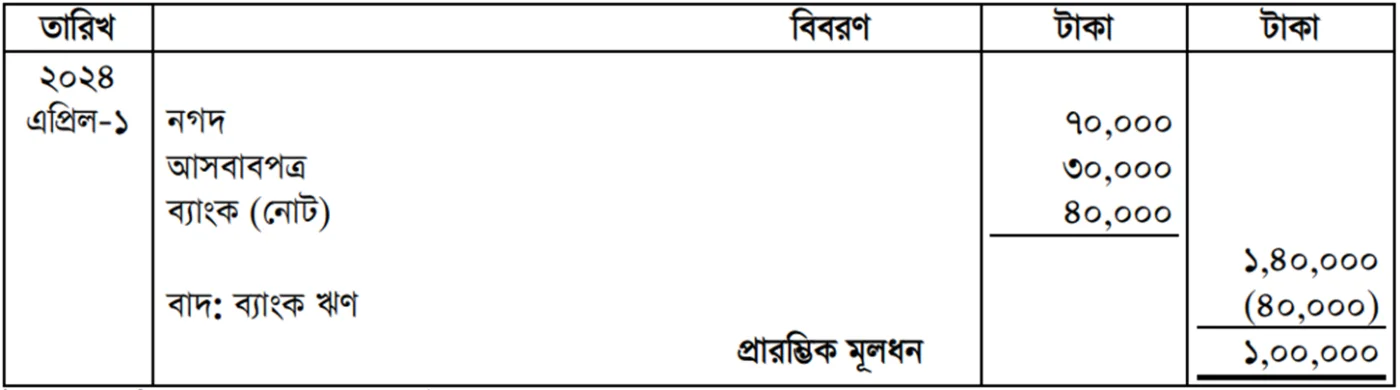 তারিখ বিবরণ টাকা টাকা
২০২৪
এপ্রিল-১ নগদ ৭০,০০০
আসবাবপত্র ৩০,০০০
ব্যাংক (নোট) ৪০,০০০
১,৪০,০০০
বাদ: ব্যাংক ঋণ (৪০,০০০)
প্রারম্ভিক মূলধন ১,০০,০০০